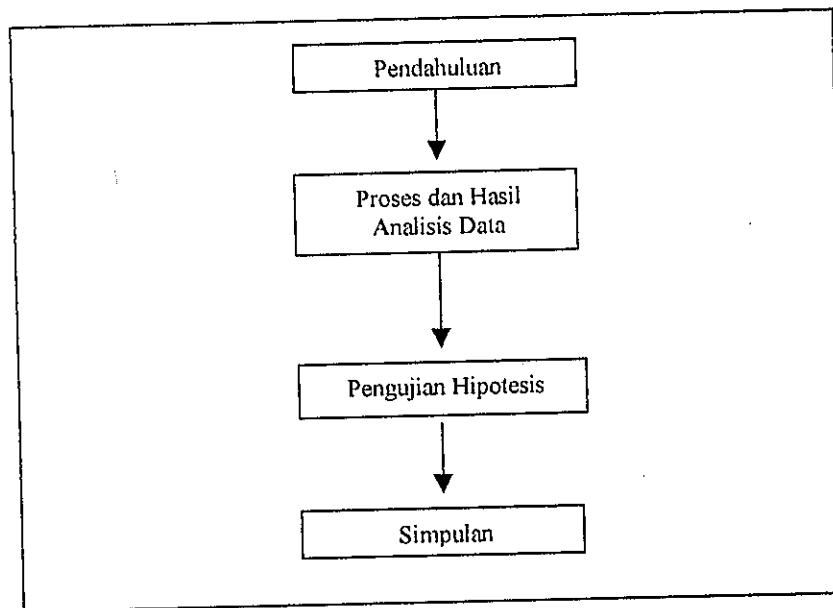 Pendahuluan
Proses dan Hasil
Analisis Data
Pengujian Hipotesis
Simpulan